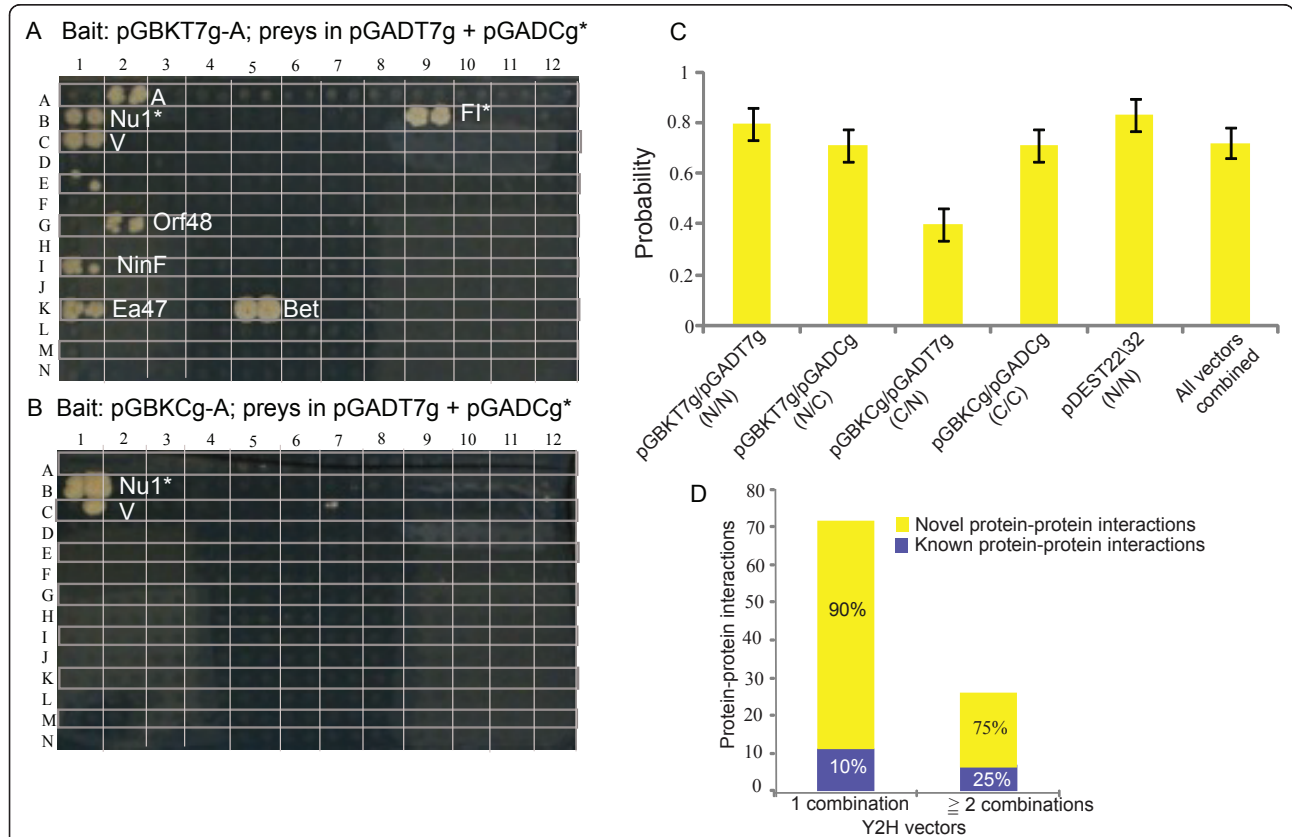 A Bait: pGBKT7g-A; preys in pGADT7g + pGADCg*
1 2 3 4 5 6 7 8 9 10 11 12
A
B
C
D
E
F
G
H
I
J
K
L
M
N
A
Nu1*
FI*
V
Orf48
NinF
Ea47
Bet
B Bait: pGBKCg-A; preys in pGADT7g + pGADCg*
1 2 3 4 5 6 7 8 9 10 11 12
A
B
C
D
E
F
G
H
I
J
K
L
M
N
Nu1*
V
C
Probability
1
0.8
0.6
0.4
0.2
0
pGBKT7g/pGADT7g
(N/N)
pGBKT7g/pGADCg
(N/C)
pGBKCg/pGADT7g
(C/N)
pGBKCg/pGADCg
(C/C)
pDEST22\32
(N/N)
All vectors
combined
D
Protein-protein interactions
80
70
60
50
40
30
20
10
0
Novel protein-protein interactions
Known protein-protein interactions
90%
10%
75%
25%
1 combination
≧ 2 combinations
Y2H vectors